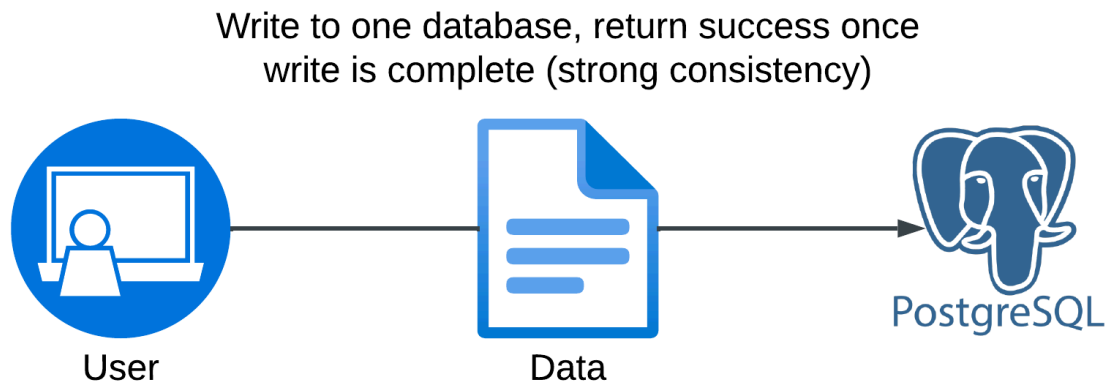 Write to one database, return success once
write is complete (strong consistency)
PostgreSQL
User
Data